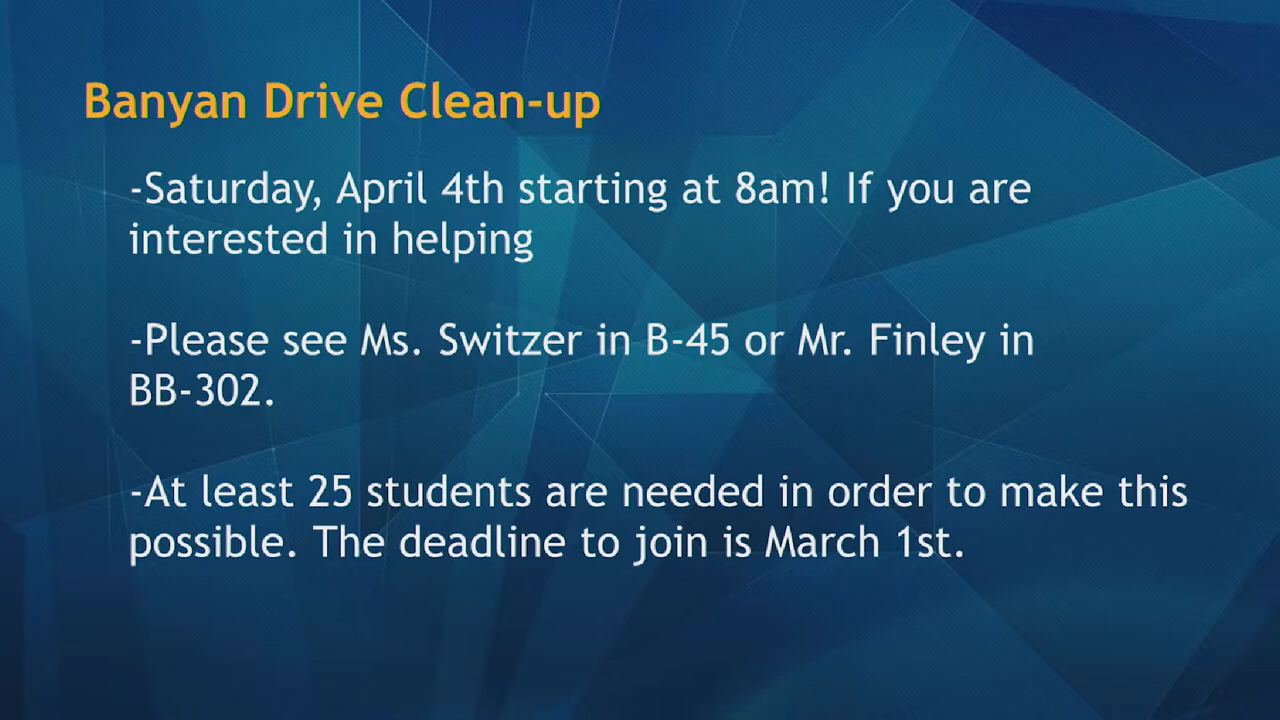 Banyan Drive Clean-up
-Saturday, April 4th starting at 8am! If you are
interested in helping
-Please see Ms. Switzer in B-45 or Mr. Finley in
BB-302.
-At least 25 students are needed in order to make this
possible. The deadline to join is March 1st.